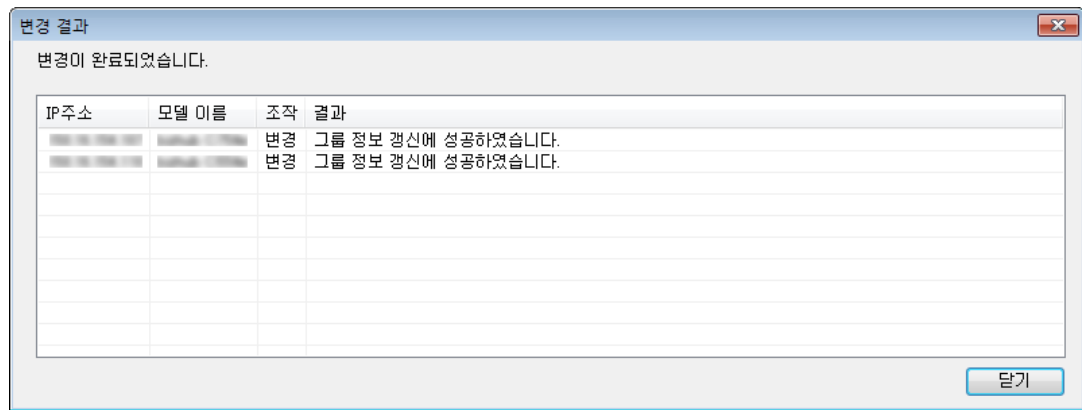 변경 결과
변경이 완료되었습니다.
IP주소 모델 이름 조작 결과
변경 그룹 정보 갱신에 성공하였습니다.
변경 그룹 정보 갱신에 성공하였습니다.
닫기